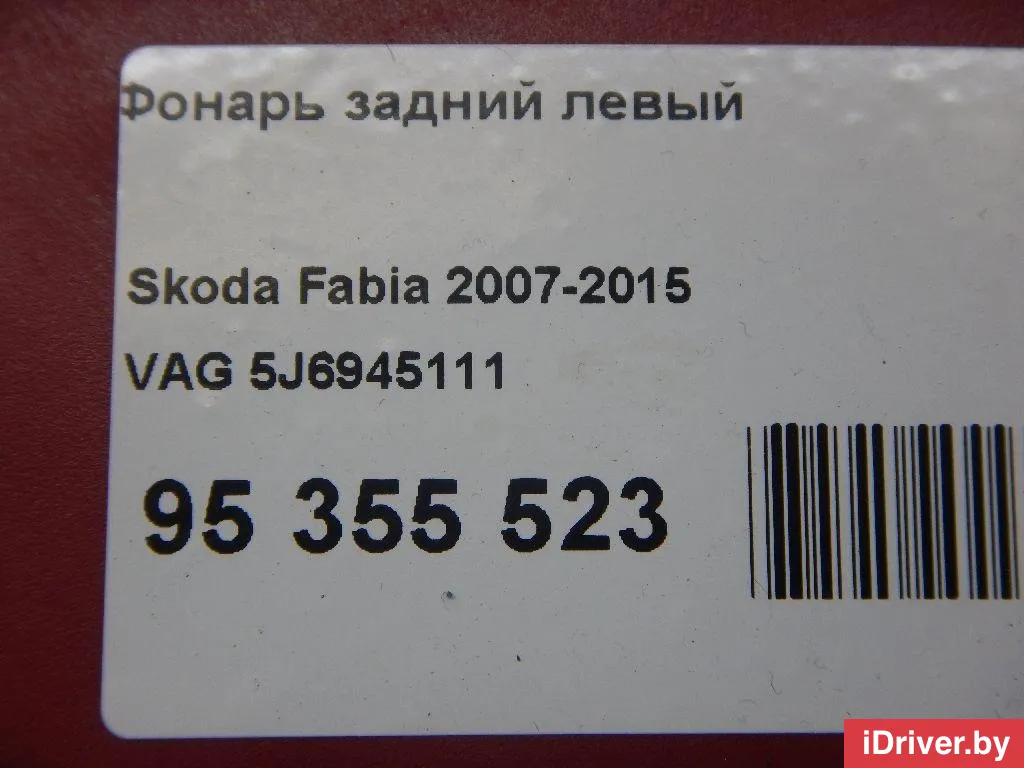 Фонарь задний левый
Skoda Fabia 2007-2015
VAG 5J6945111
95 355 523
iDriver.by